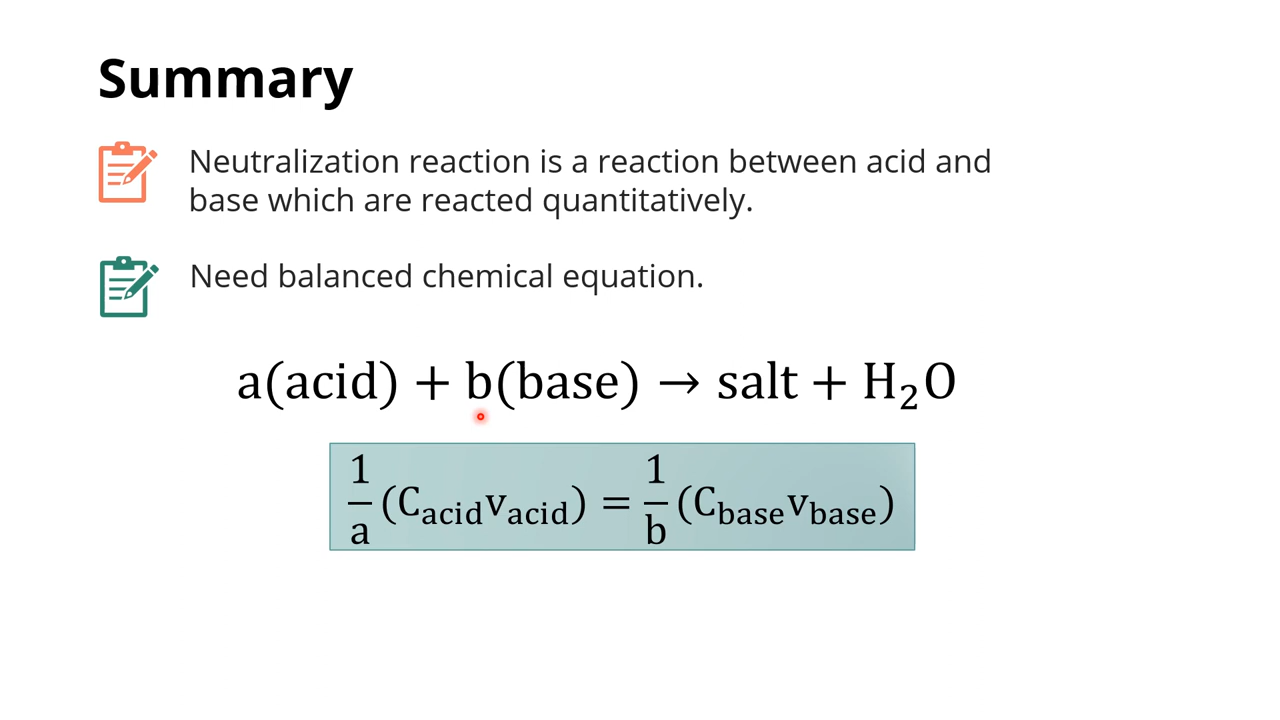 Summary
Neutralization reaction is a reaction between acid and
base which are reacted quantitatively.
Need balanced chemical equation.
a(acid) + b(base) → salt + H₂O
1/a (C_acid v_acid) = 1/b (C_base v_base)